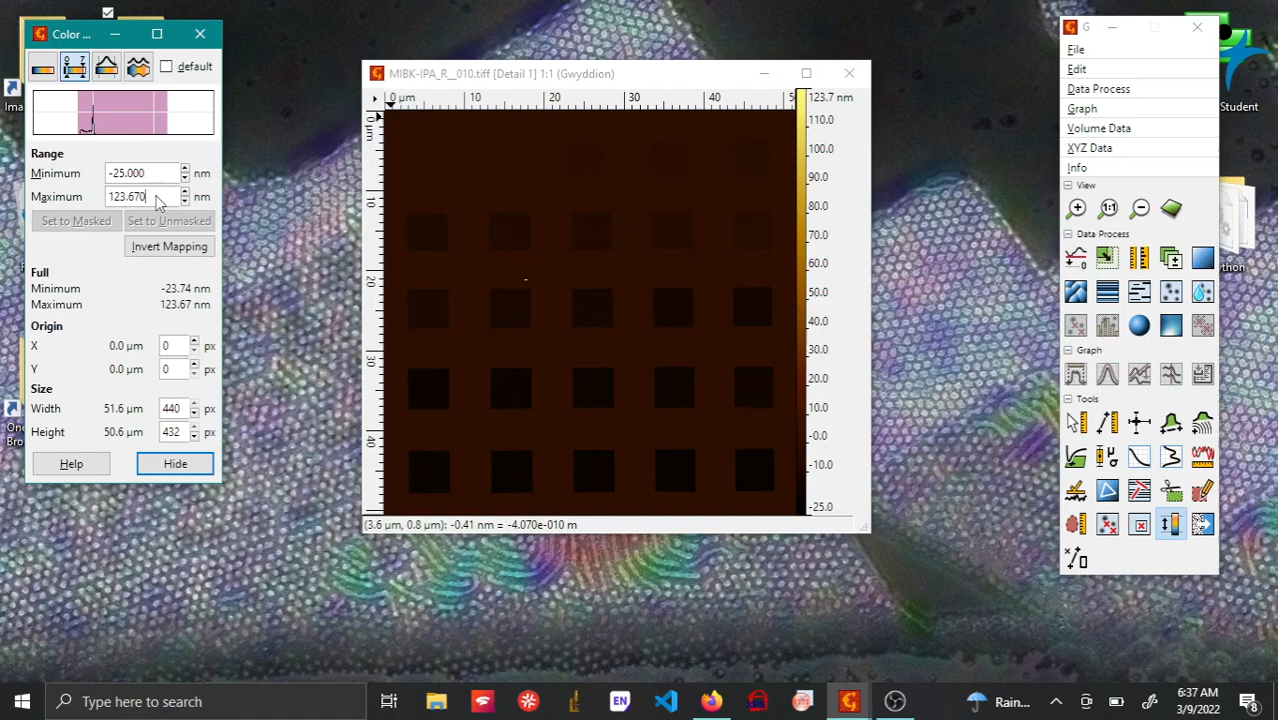 Color ...
default
Range
Minimum -25.000 nm
Maximum 123.670 nm
Set to Masked Set to Unmasked
Invert Mapping
Full
Minimum -23.74 nm
Maximum 123.67 nm
Origin
X 0.0 µm 0 px
Y 0.0 µm 0 px
Size
Width 51.6 µm 440 px
Height 50.6 µm 432 px
Help Hide
MIBK-IPA_R__010.tiff [Detail 1] 1:1 (Gwyddion)
0 µm 10 20 30 40
0 µm
10
20
30
40
123.7 nm
110.0
100.0
90.0
80.0
70.0
60.0
50.0
40.0
30.0
20.0
10.0
-0.0
-10.0
-25.0
(3.6 µm, 0.8 µm): -0.41 nm = -4.070e-010 m
G
File
Edit
Data Process
Graph
Volume Data
XYZ Data
Info
View
1:1
Data Process
Graph
Tools
Student
Type here to search
EN
Rain...
6:37 AM
3/9/2022
8